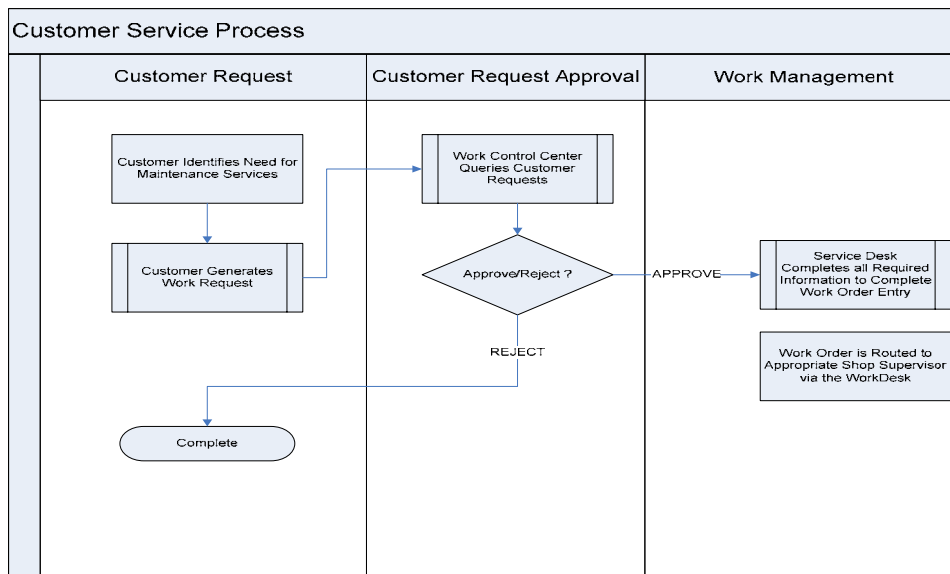 Customer Service Process
Customer Request
Customer Request Approval
Work Management
Customer Identifies Need for
Maintenance Services
Customer Generates
Work Request
Work Control Center
Queries Customer
Requests
Approve/Reject ?
APPROVE
REJECT
Service Desk
Completes all Required
Information to Complete
Work Order Entry
Work Order is Routed to
Appropriate Shop Supervisor
via the WorkDesk
Complete